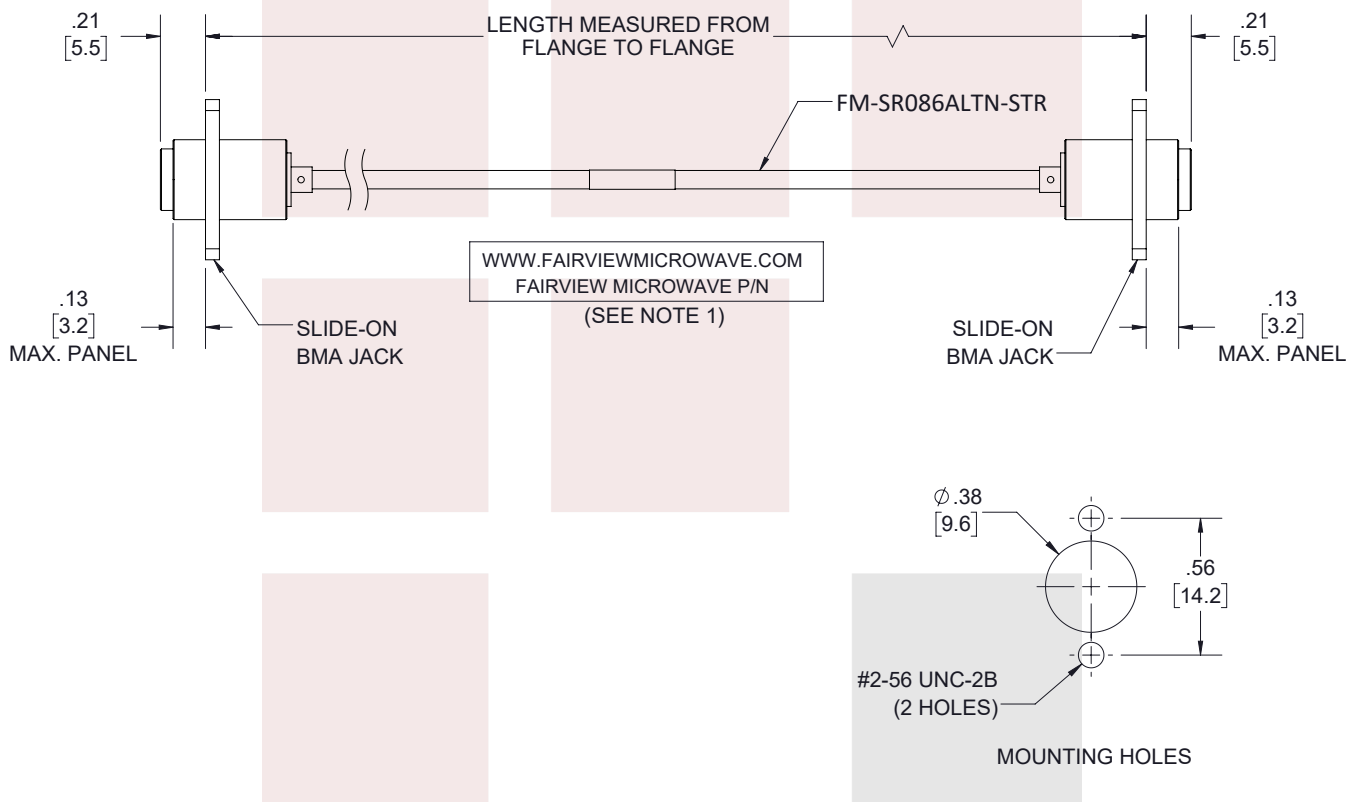 .21
[5.5]
LENGTH MEASURED FROM
FLANGE TO FLANGE
.21
[5.5]
FM-SR086ALTN-STR
WWW.FAIRVIEWMICROWAVE.COM
FAIRVIEW MICROWAVE P/N
(SEE NOTE 1)
.13
[3.2]
MAX. PANEL
SLIDE-ON
BMA JACK
SLIDE-ON
BMA JACK
.13
[3.2]
MAX. PANEL
Ø .38
[9.6]
.56
[14.2]
#2-56 UNC-2B
(2 HOLES)
MOUNTING HOLES